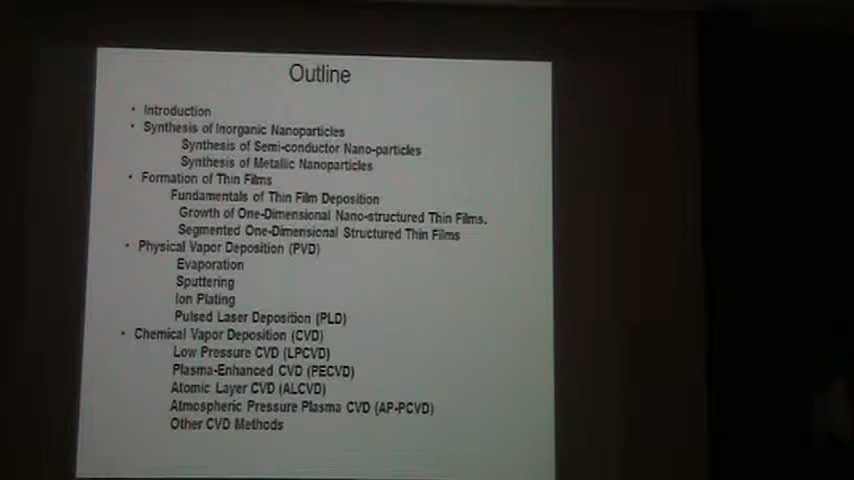 Outline
• Introduction
• Synthesis of Inorganic Nanoparticles
Synthesis of Semi-conductor Nano-particles
Synthesis of Metallic Nanoparticles
• Formation of Thin Films
Fundamentals of Thin Film Deposition
Growth of One-Dimensional Nano-structured Thin Films.
Segmented One-Dimensional Structured Thin Films
• Physical Vapor Deposition (PVD)
Evaporation
Sputtering
Ion Plating
Pulsed Laser Deposition (PLD)
• Chemical Vapor Deposition (CVD)
Low Pressure CVD (LPCVD)
Plasma-Enhanced CVD (PECVD)
Atomic Layer CVD (ALCVD)
Atmospheric Pressure Plasma CVD (AP-PCVD)
Other CVD Methods